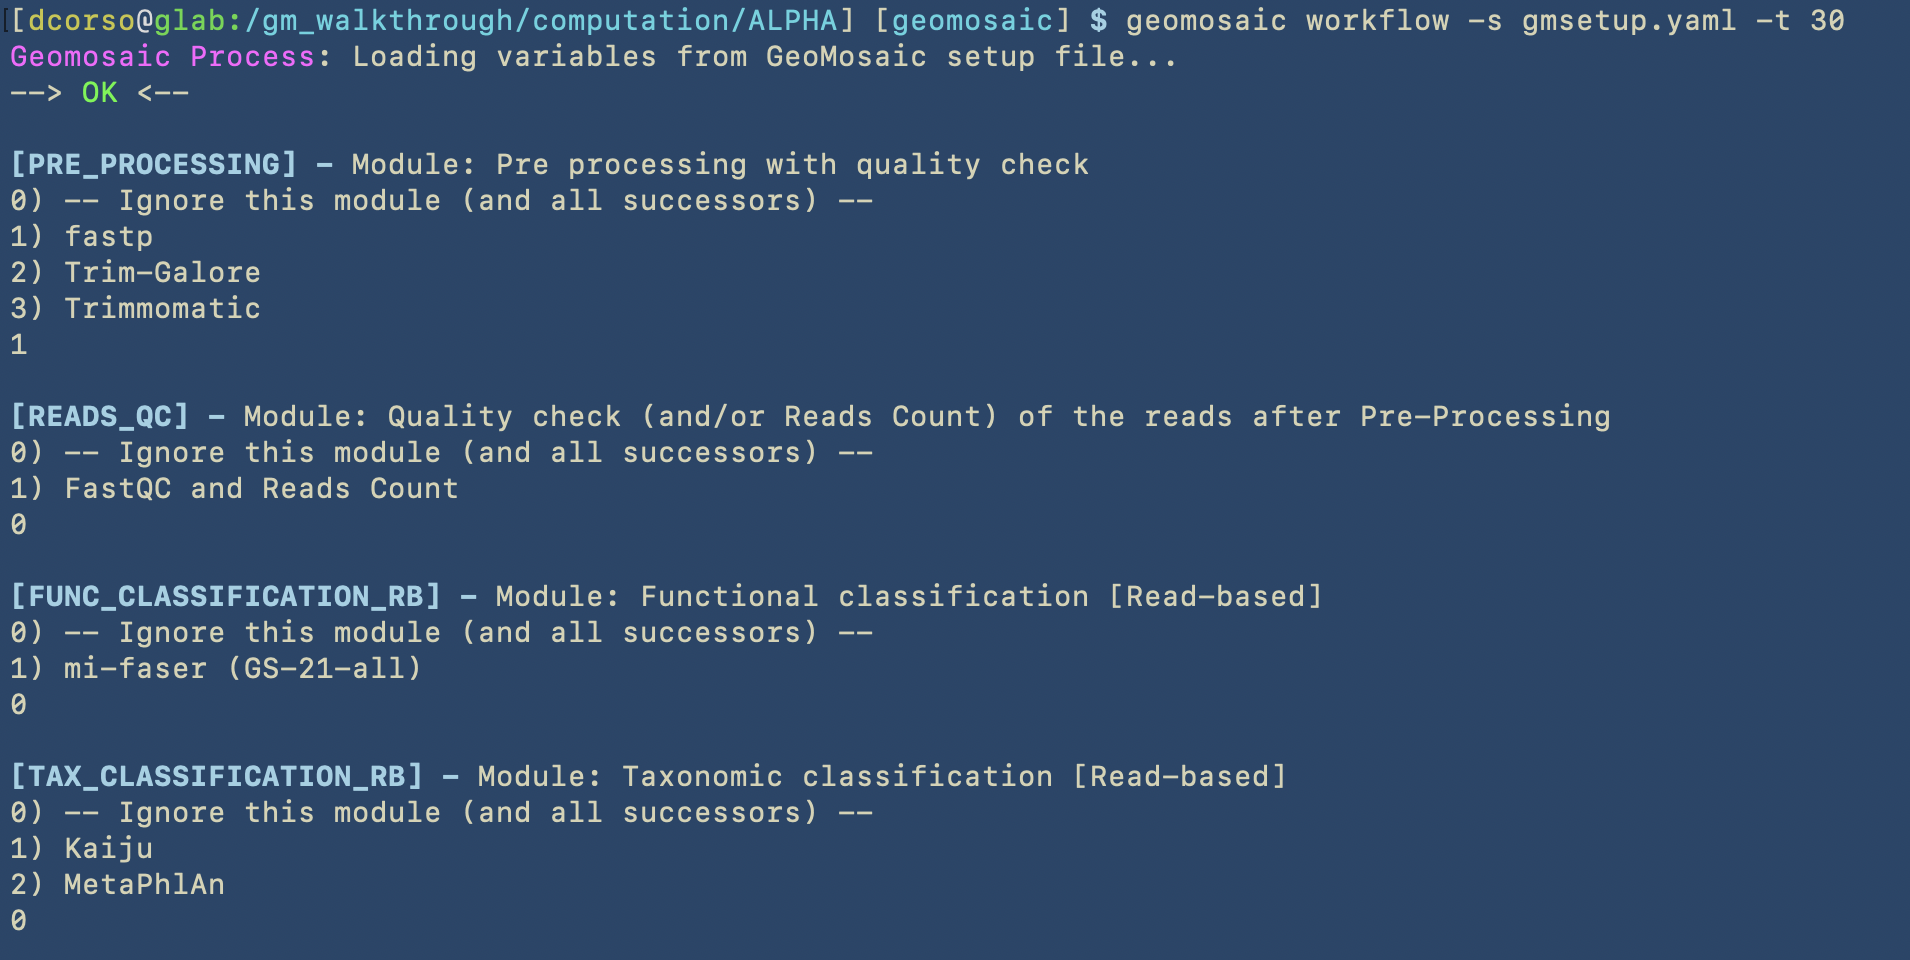 [[dcorso@glab:/gm_walkthrough/computation/ALPHA] [geomosaic] $ geomosaic workflow -s gmsetup.yaml -t 30
Geomosaic Process: Loading variables from GeoMosaic setup file...
--> OK <--
[PRE_PROCESSING] - Module: Pre processing with quality check
0) -- Ignore this module (and all successors) --
1) fastp
2) Trim-Galore
3) Trimmomatic
1
[READS_QC] - Module: Quality check (and/or Reads Count) of the reads after Pre-Processing
0) -- Ignore this module (and all successors) --
1) FastQC and Reads Count
0
[FUNC_CLASSIFICATION_RB] - Module: Functional classification [Read-based]
0) -- Ignore this module (and all successors) --
1) mi-faser (GS-21-all)
0
[TAX_CLASSIFICATION_RB] - Module: Taxonomic classification [Read-based]
0) -- Ignore this module (and all successors) --
1) Kaiju
2) MetaPhlAn
0